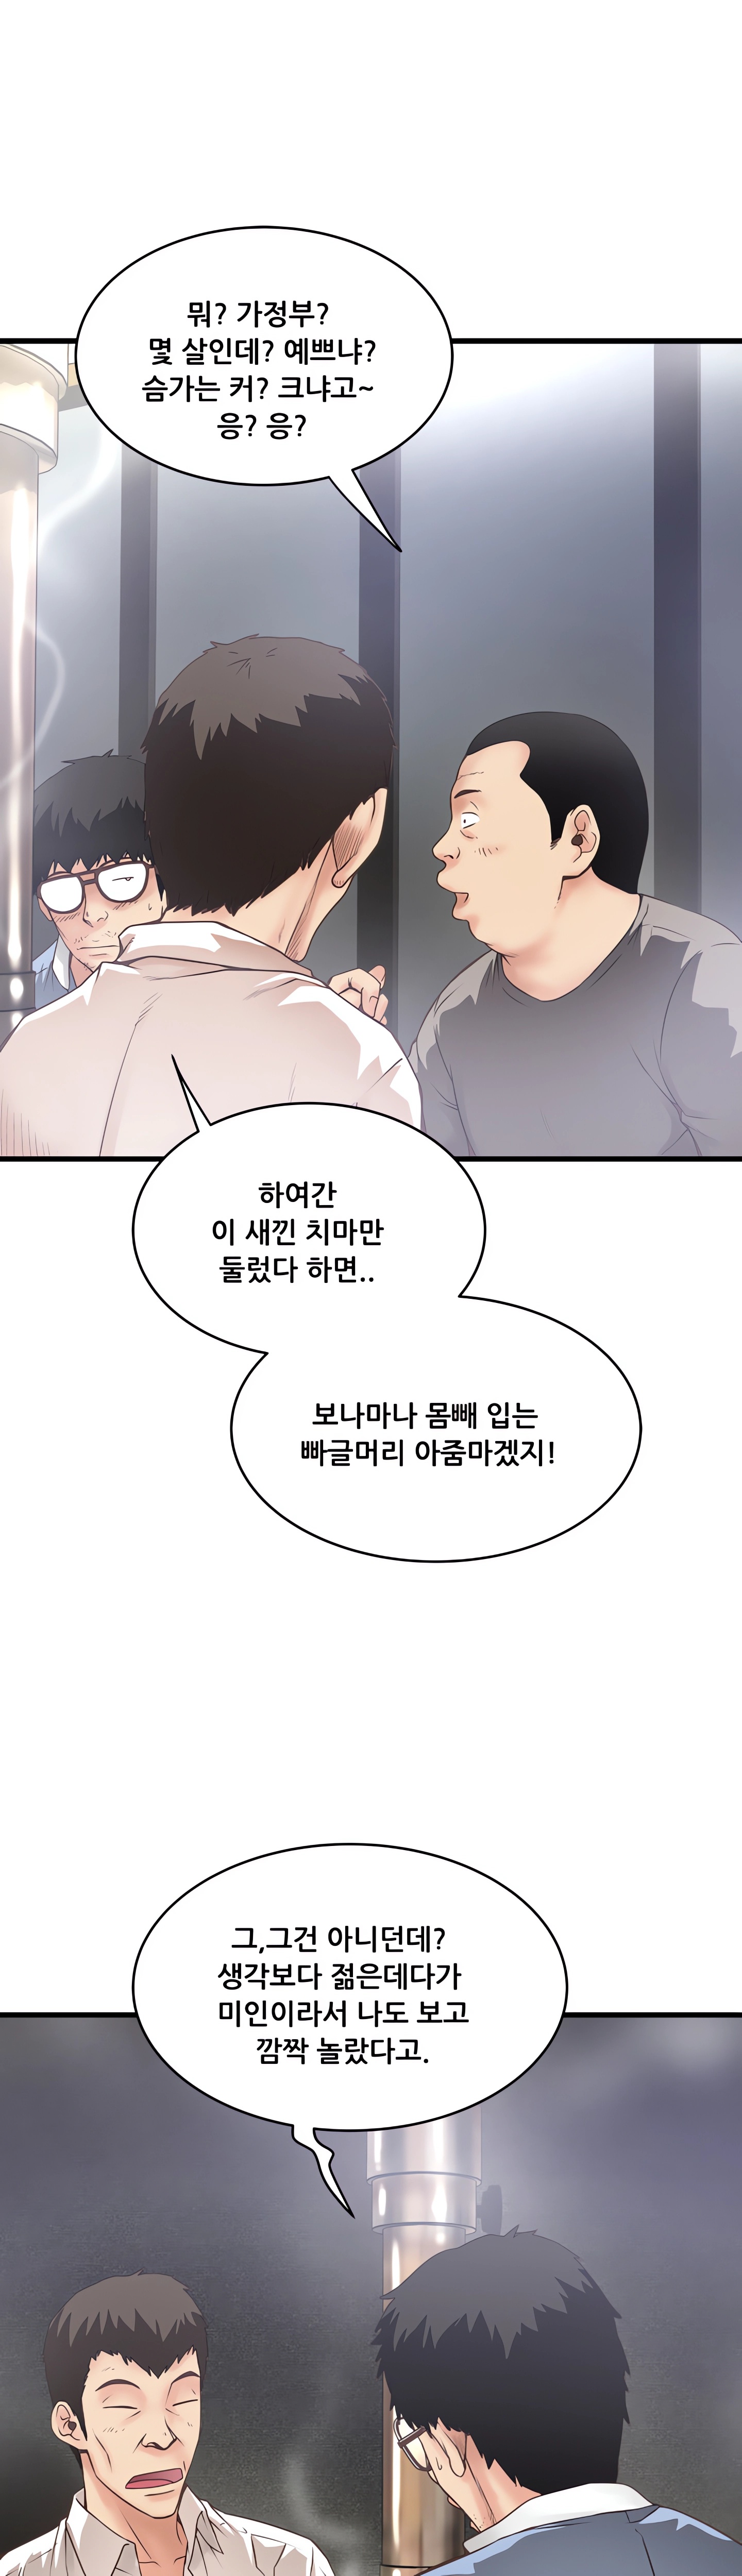 뭐? 가정부?
몇 살인데? 예쁘냐?
슴가는 커? 크냐고~
응? 응?
하여간
이 새낀 치마만
둘렀다 하면..
보나마나 몸빼 입는
빠글머리 아줌마겠지!
그,그건 아니던데?
생각보다 젊은데다가
미인이라서 나도 보고
깜짝 놀랐다고.